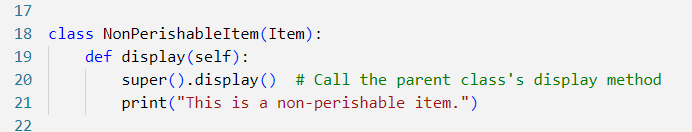 17
18 class NonPerishableItem(Item):
19     def display(self):
20         super().display()  # Call the parent class's display method
21         print("This is a non-perishable item.")
22